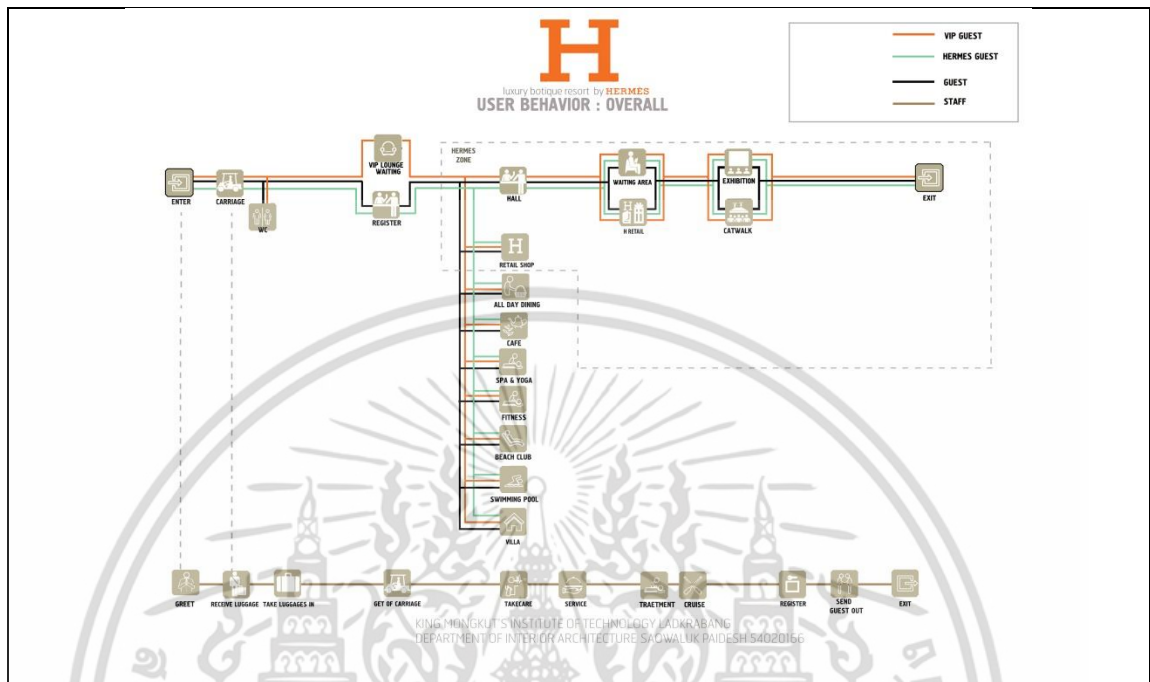 H
luxury botique resort by HERMÈS
USER BEHAVIOR : OVERALL
VIP GUEST
HERMES GUEST
GUEST
STAFF
HERMES
ZONE
VIP LOUNGE
WAITING
ENTER
CARRIAGE
WC
REGISTER
HALL
WAITING AREA
H RETAIL
EXHIBITION
CATWALK
EXIT
H
RETAIL SHOP
ALL DAY DINING
CAFE
SPA & YOGA
FITNESS
BEACH CLUB
SWIMMING POOL
VILLA
GREET
RECEIVE LUGGAGE
TAKE LUGGAGES IN
GET OF CARRIAGE
TAKECARE
SERVICE
TRAETMENT
CRUISE
REGISTER
SEND
GUEST OUT
EXIT
KING MONGKUT'S INSTITUTE OF TECHNOLOGY LADKRABANG
DEPARTMENT OF INTERIOR ARCHITECTURE SAOWALUK PAIDESH 54020166